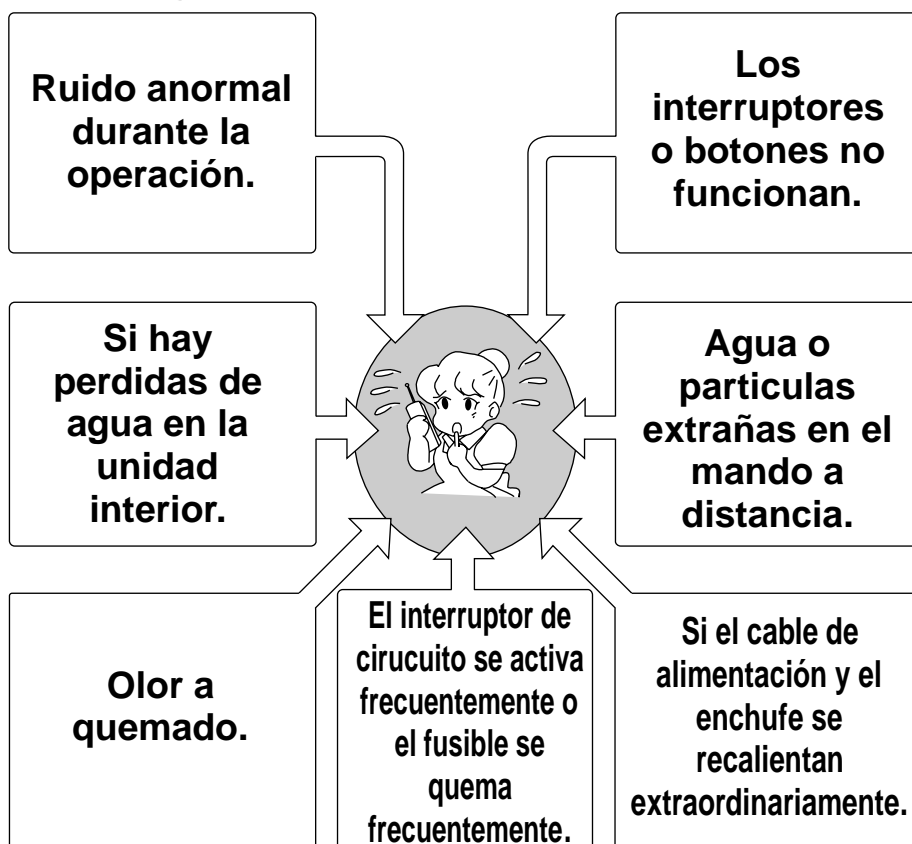 Ruido anormal
durante la
operación.
Los
interruptores
o botones no
funcionan.
Si hay
perdidas de
agua en la
unidad
interior.
Agua o
particulas
extrañas en el
mando a
distancia.
Olor a
quemado.
El interruptor de
cirucuito se activa
frecuentemente o
el fusible se
quema
frecuentemente.
Si el cable de
alimentación y el
enchufe se
recalientan
extraordinariamente.